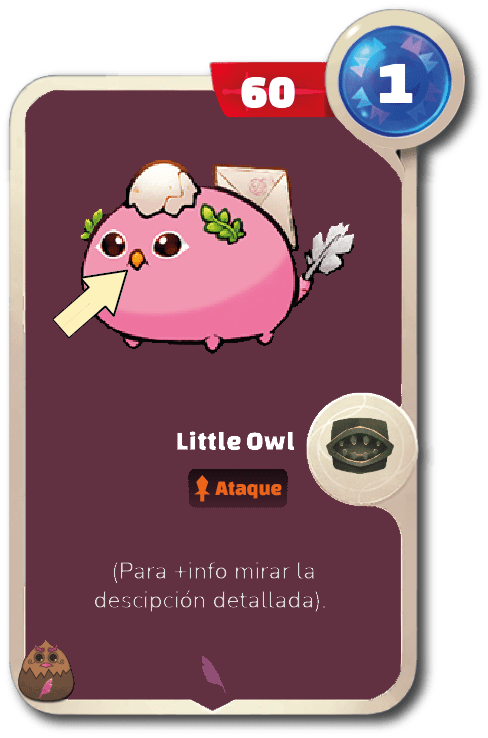 60
1
Little Owl
Ataque
(Para +info mirar la
descipción detallada).